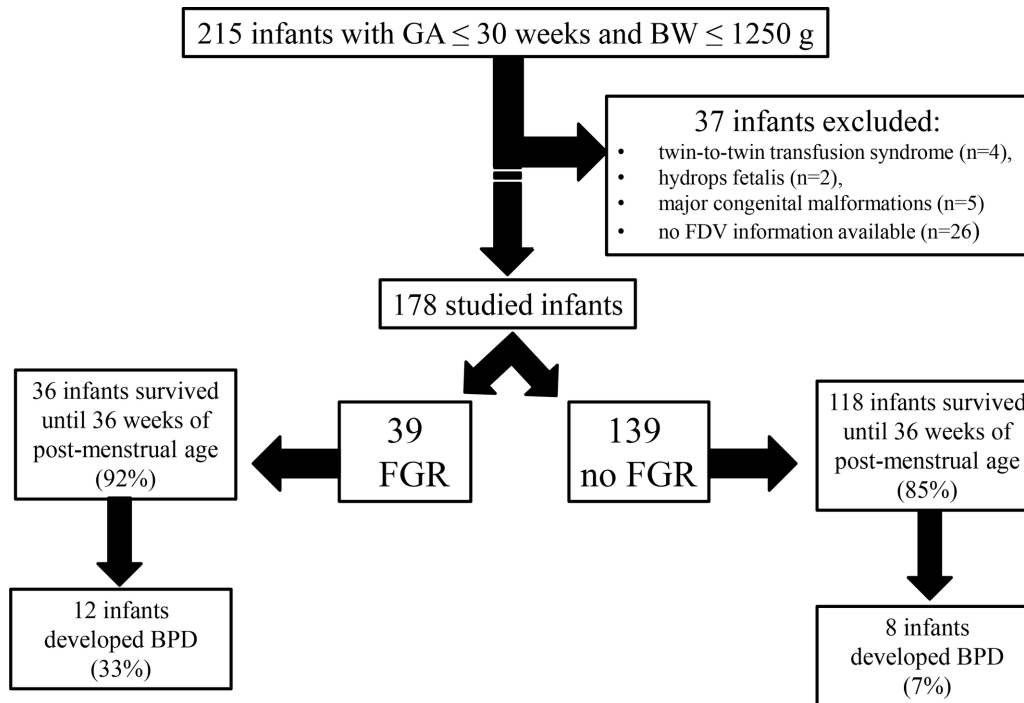 215 infants with GA ≤ 30 weeks and BW ≤ 1250 g
37 infants excluded:
• twin-to-twin transfusion syndrome (n=4),
• hydrops fetalis (n=2),
• major congenital malformations (n=5)
• no FDV information available (n=26)
178 studied infants
36 infants survived
until 36 weeks of
post-menstrual age
(92%)
39
FGR
139
no FGR
118 infants survived
until 36 weeks of
post-menstrual age
(85%)
12 infants
developed BPD
(33%)
8 infants
developed BPD
(7%)